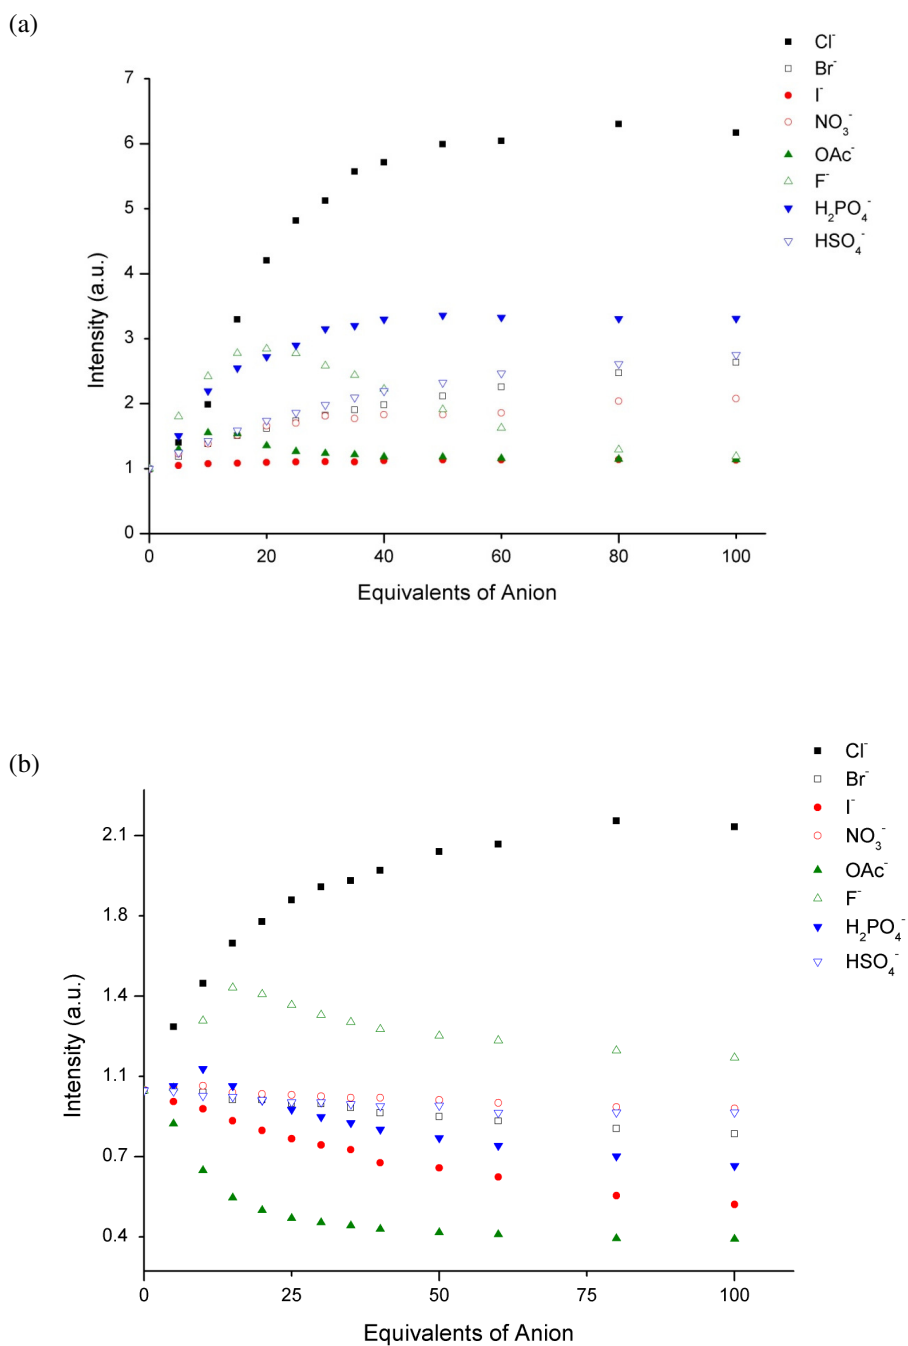 (a)
Cl⁻
Br⁻
I⁻
NO₃⁻
OAc⁻
F⁻
H₂PO₄⁻
HSO₄⁻
7
6
5
4
3
2
1
0
Intensity (a.u.)
0 20 40 60 80 100
Equivalents of Anion
(b)
Cl⁻
Br⁻
I⁻
NO₃⁻
OAc⁻
F⁻
H₂PO₄⁻
HSO₄⁻
2.1
1.8
1.4
1.1
0.7
0.4
Intensity (a.u.)
0 25 50 75 100
Equivalents of Anion